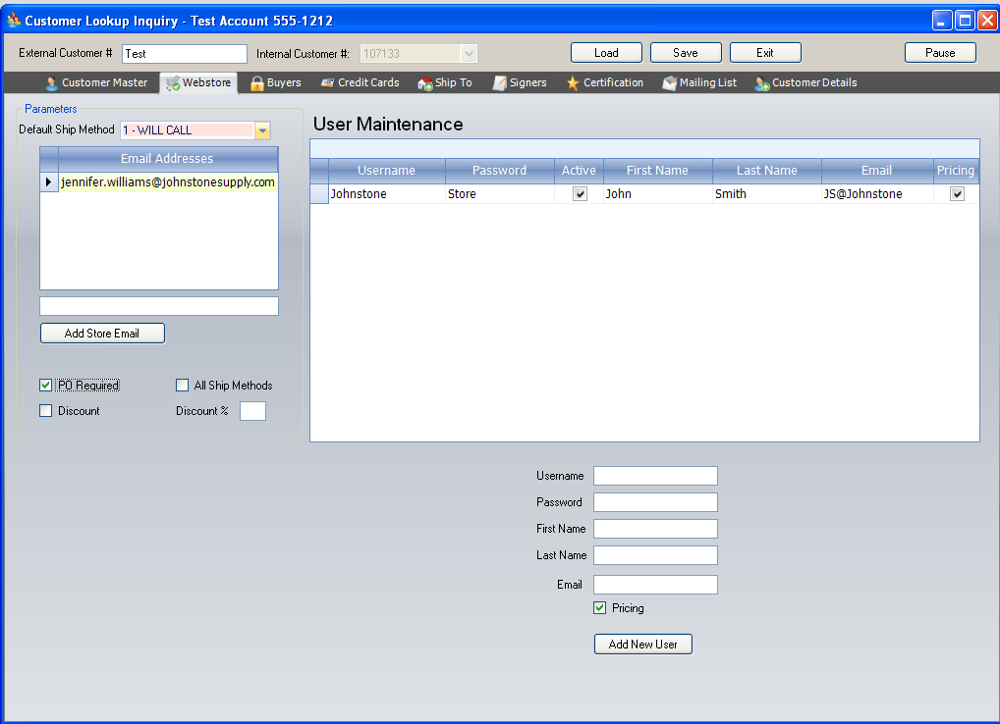 Customer Lookup Inquiry - Test Account 555-1212
External Customer # Test Internal Customer #: 107133 Load Save Exit Pause
Customer Master Webstore Buyers Credit Cards Ship To Signers Certification Mailing List Customer Details
Parameters
Default Ship Method 1 - WILL CALL
Email Addresses
jennifer.williams@johnstonesupply.com
Add Store Email
PO Required All Ship Methods
Discount Discount %
User Maintenance
Username Password Active First Name Last Name Email Pricing
Johnstone Store John Smith JS@Johnstone
Username
Password
First Name
Last Name
Email
Pricing
Add New User